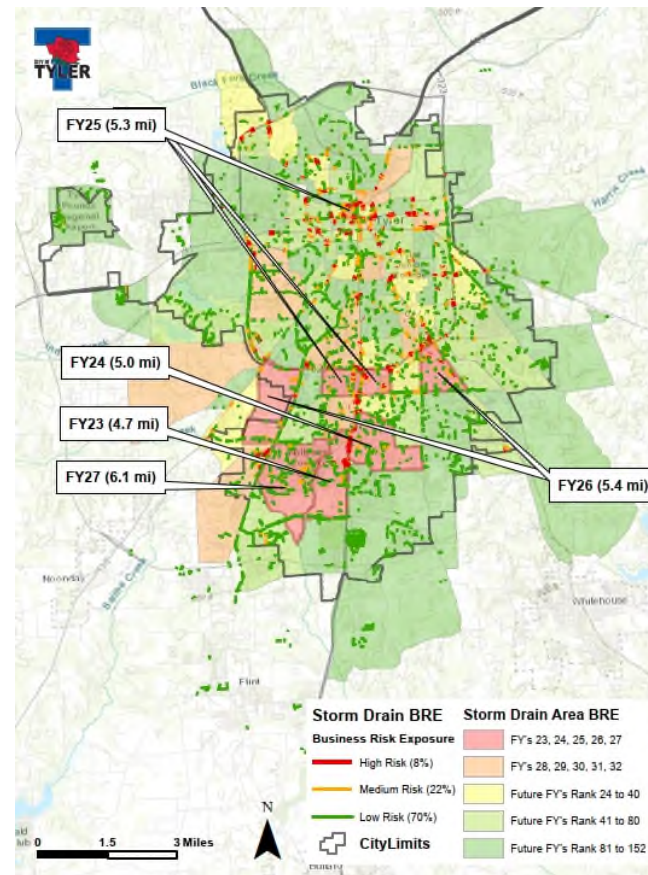 TYLER
Black Fork Creek
323
FY25 (5.3 mi)
Harris Creek
Tyler
FY24 (5.0 mi)
FY23 (4.7 mi)
FY27 (6.1 mi)
FY26 (5.4 mi)
Noonday
Whitehouse
Flint
Storm Drain BRE
Business Risk Exposure
High Risk (8%)
Medium Risk (22%)
Low Risk (70%)
CityLimits
Storm Drain Area BRE
FY's 23, 24, 25, 26, 27
FY's 28, 29, 30, 31, 32
Future FY's Rank 24 to 40
Future FY's Rank 41 to 80
Future FY's Rank 81 to 152
N
0 1.5 3 Miles